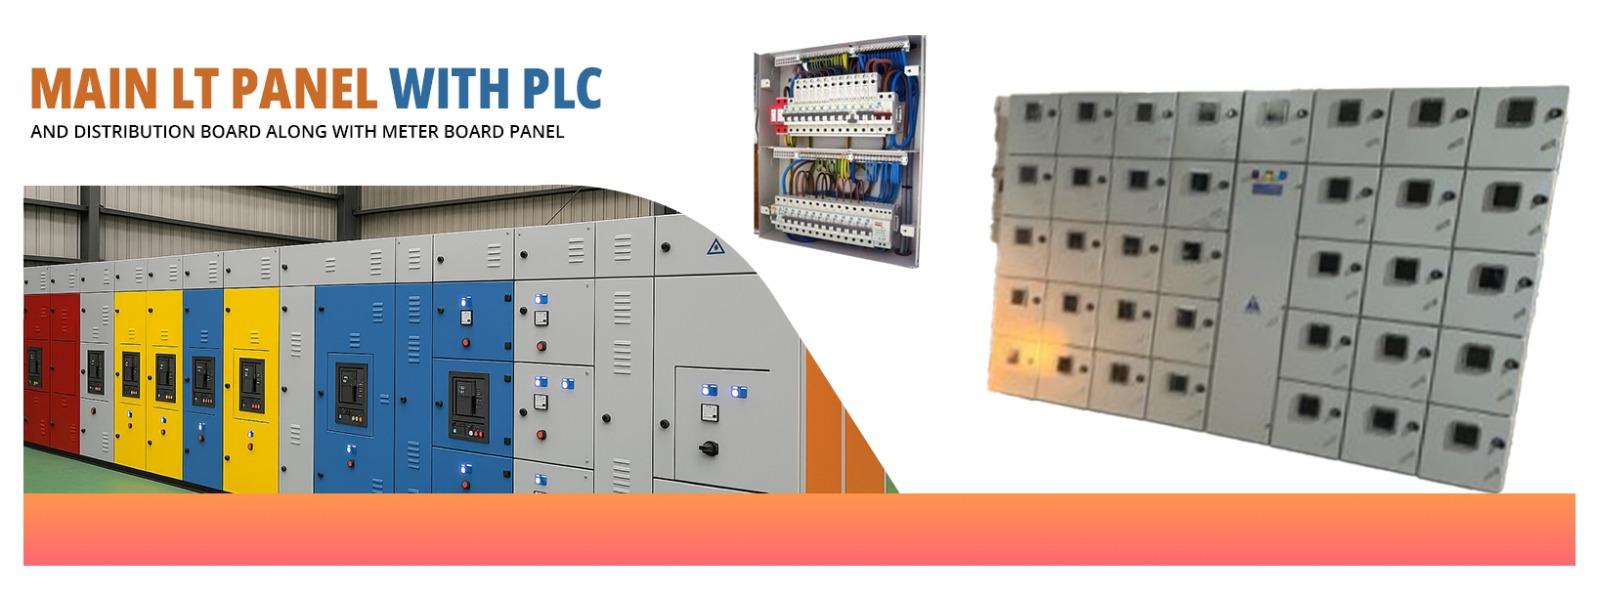 MAIN LT PANEL WITH PLC
AND DISTRIBUTION BOARD ALONG WITH METER BOARD PANEL